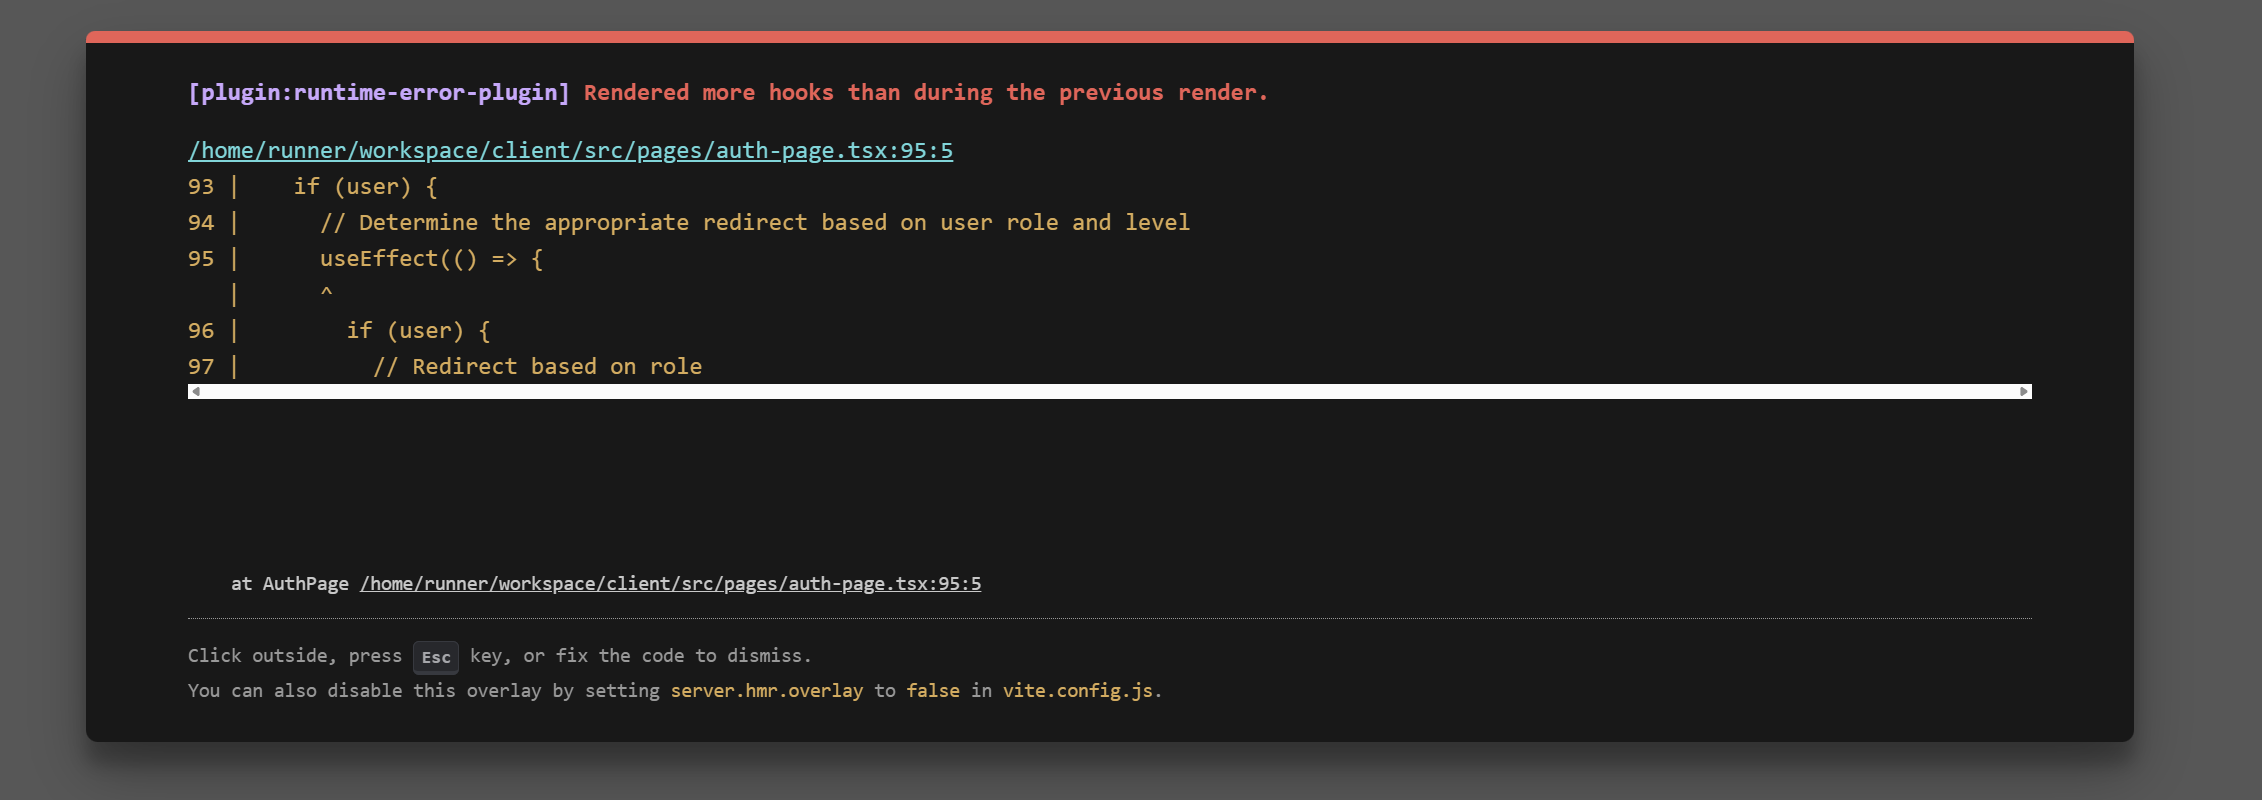 [plugin:runtime-error-plugin] Rendered more hooks than during the previous render.
/home/runner/workspace/client/src/pages/auth-page.tsx:95:5
93 |    if (user) {
94 |      // Determine the appropriate redirect based on user role and level
95 |      useEffect(() => {
   |      ^
96 |        if (user) {
97 |          // Redirect based on role
at AuthPage /home/runner/workspace/client/src/pages/auth-page.tsx:95:5
Click outside, press Esc key, or fix the code to dismiss.
You can also disable this overlay by setting server.hmr.overlay to false in vite.config.js.